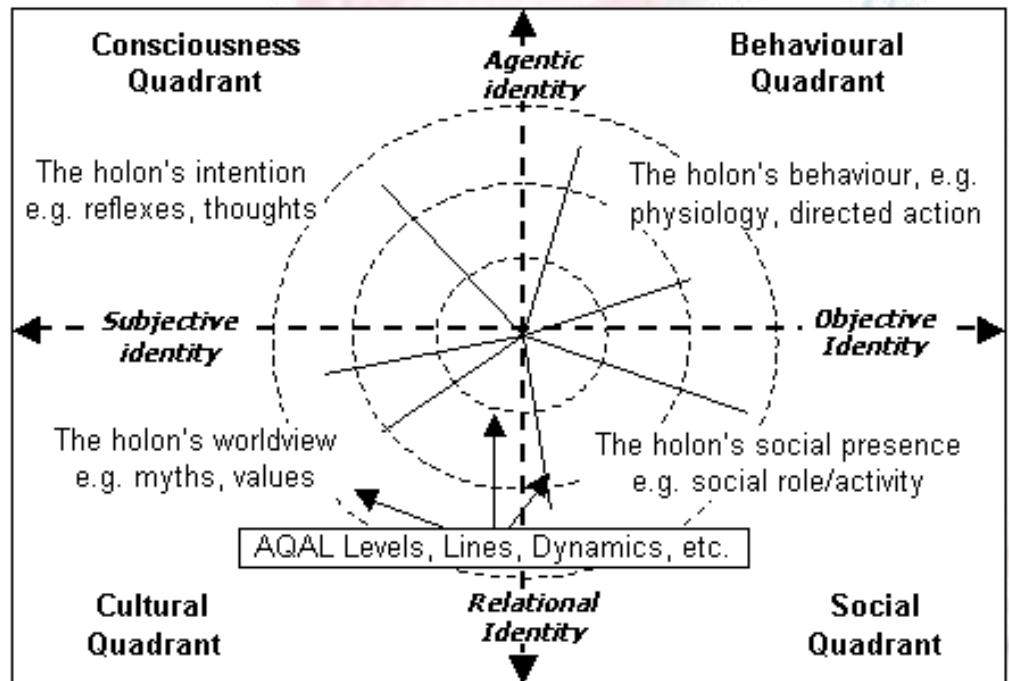 Consciousness
Quadrant
Agentic
identity
Behavioural
Quadrant
The holon's intention
e.g. reflexes, thoughts
The holon's behaviour, e.g.
physiology, directed action
Subjective
identity
Objective
Identity
The holon's worldview
e.g. myths, values
The holon's social presence
e.g. social role/activity
AQAL Levels, Lines, Dynamics, etc.
Cultural
Quadrant
Relational
Identity
Social
Quadrant